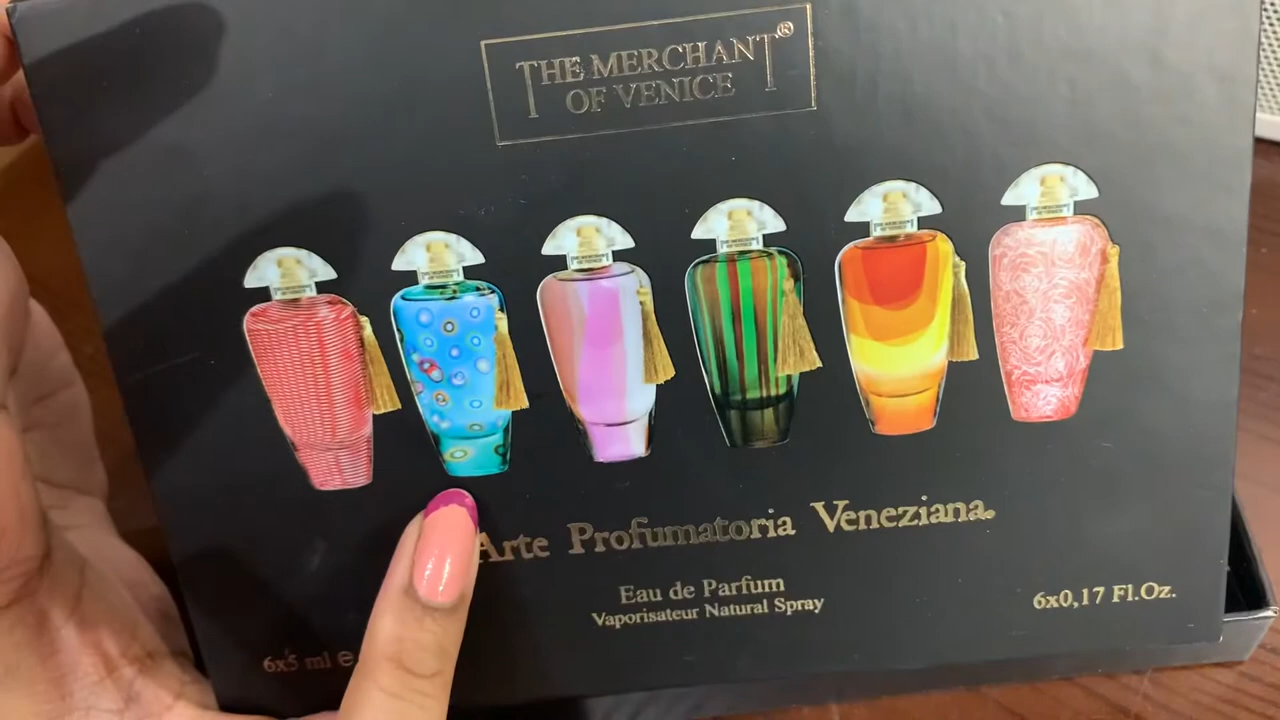 THE MERCHANT®
OF VENICE
Arte Profumatoria Veneziana.
Eau de Parfum
Vaporisateur Natural Spray
6x5 ml e
6x0,17 Fl.Oz.